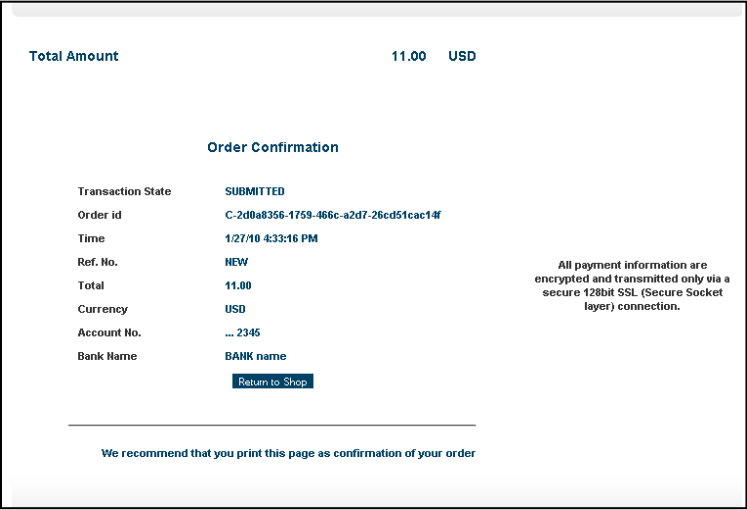 Total Amount 11.00 USD
Order Confirmation
Transaction State SUBMITTED
Order id C-2d0a8356-1759-466c-a2d7-26cd51cac14f
Time 1/27/10 4:33:16 PM
Ref. No. NEW
Total 11.00
Currency USD
Account No. ... 2345
Bank Name BANK name
Return to Shop
All payment information are
encrypted and transmitted only via a
secure 128bit SSL (Secure Socket
layer) connection.
We recommend that you print this page as confirmation of your order